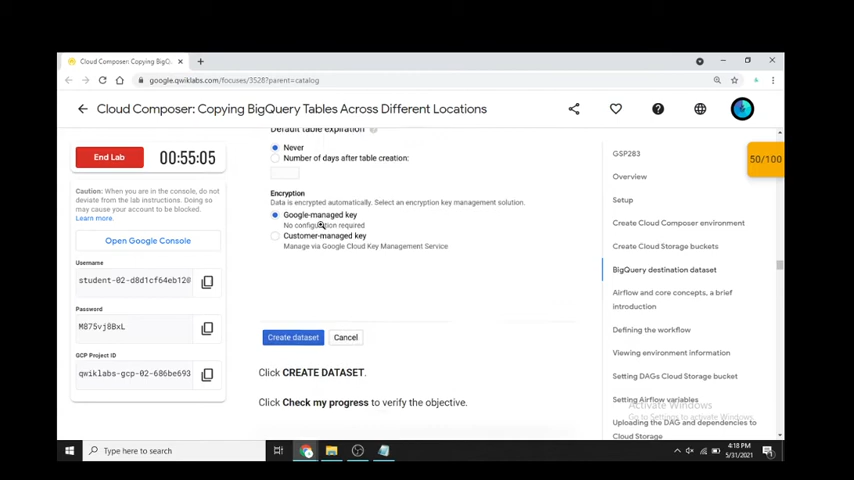 Cloud Composer: Copying BigQu
google.qwiklabs.com/focuses/3528?parent=catalog
Cloud Composer: Copying BigQuery Tables Across Different Locations
End Lab
00:55:05
Caution: When you are in the console, do not
deviate from the lab instructions. Doing so
may cause your account to be blocked.
Learn more.
Open Google Console
Username
student-02-d8d1cf64eb120
Password
M875vj8BxL
GCP Project ID
qwiklabs-gcp-02-686be693
Default table expiration
Never
Number of days after table creation:
Encryption
Data is encrypted automatically. Select an encryption key management solution.
Google-managed key
No configuration required
Customer-managed key
Manage via Google Cloud Key Management Service
Create dataset
Cancel
Click CREATE DATASET.
Click Check my progress to verify the objective.
50/100
GSP283
Overview
Setup
Create Cloud Composer environment
Create Cloud Storage buckets
BigQuery destination dataset
Airflow and core concepts, a brief
introduction
Defining the workflow
Viewing environment information
Setting DAGs Cloud Storage bucket
Setting Airflow variables
Uploading the DAG and dependencies to
Cloud Storage
Activate Windows
Go to Settings to activate Windows.
Type here to search
4:18 PM
5/31/2021